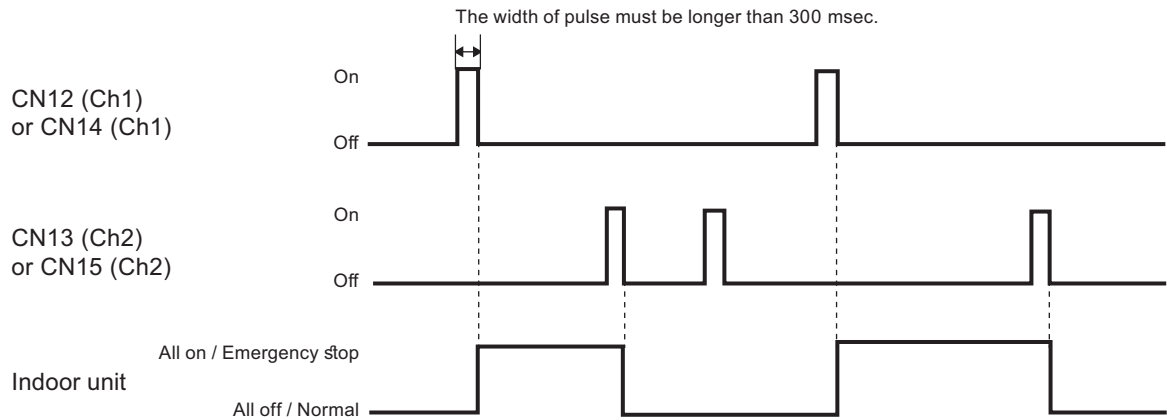 The width of pulse must be longer than 300 msec.
On
CN12 (Ch1)
or CN14 (Ch1)
Off
On
CN13 (Ch2)
or CN15 (Ch2)
Off
All on / Emergency stop
Indoor unit
All off / Normal